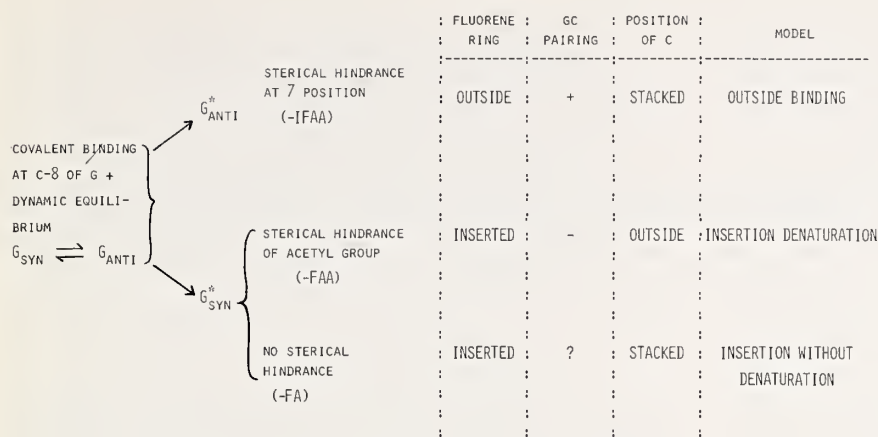 : FLUORENE : GC : POSITION :
RING : PAIRING : OF C : MODEL
STERICAL HINDRANCE
AT 7 POSITION
(-IFAA)
G*ANTI
: OUTSIDE : + : STACKED : OUTSIDE BINDING
COVALENT BINDING
AT C-8 OF G +
DYNAMIC EQUILI-
BRIUM
GSYN ⇌ GANTI
STERICAL HINDRANCE
OF ACETYL GROUP
(-FAA)
: INSERTED : - : OUTSIDE : INSERTION DENATURATION
G*SYN
NO STERICAL
HINDRANCE
(-FA)
: INSERTED : ? : STACKED : INSERTION WITHOUT
DENATURATION